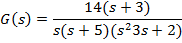 G(s) = 14(s + 3) / s(s + 5)(s²3s + 2)